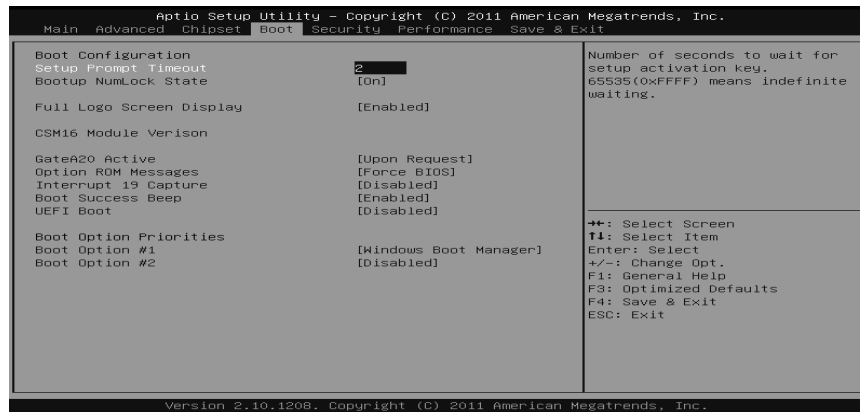 Aptio Setup Utility – Copyright (C) 2011 American Megatrends, Inc.
Main Advanced Chipset Boot Security Performance Save & Exit
Boot Configuration
Setup Prompt Timeout 2
Bootup NumLock State [On]
Full Logo Screen Display [Enabled]
CSM16 Module Verison
GateA20 Active [Upon Request]
Option ROM Messages [Force BIOS]
Interrupt 19 Capture [Disabled]
Boot Success Beep [Enabled]
UEFI Boot [Disabled]
Boot Option Priorities
Boot Option #1 [Windows Boot Manager]
Boot Option #2 [Disabled]
Number of seconds to wait for
setup activation key.
65535(0xFFFF) means indefinite
waiting.
→←: Select Screen
↑↓: Select Item
Enter: Select
+/-: Change Opt.
F1: General Help
F3: Optimized Defaults
F4: Save & Exit
ESC: Exit
Version 2.10.1208. Copyright (C) 2011 American Megatrends, Inc.